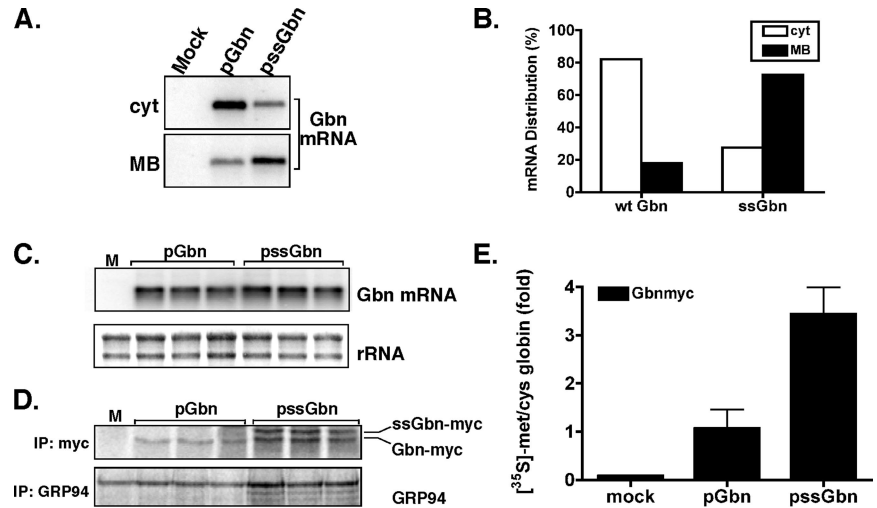 A.
Mock
pGbn
pssGbn
cyt
MB
Gbn
mRNA
B.
mRNA Distribution (%)
100
80
60
40
20
0
cyt
MB
wt Gbn
ssGbn
C.
M
pGbn
pssGbn
Gbn mRNA
rRNA
D.
M
pGbn
pssGbn
IP: myc
ssGbn-myc
Gbn-myc
IP: GRP94
GRP94
E.
[³⁵S]-met/cys globin (fold)
4
3
2
1
0
Gbnmyc
mock
pGbn
pssGbn